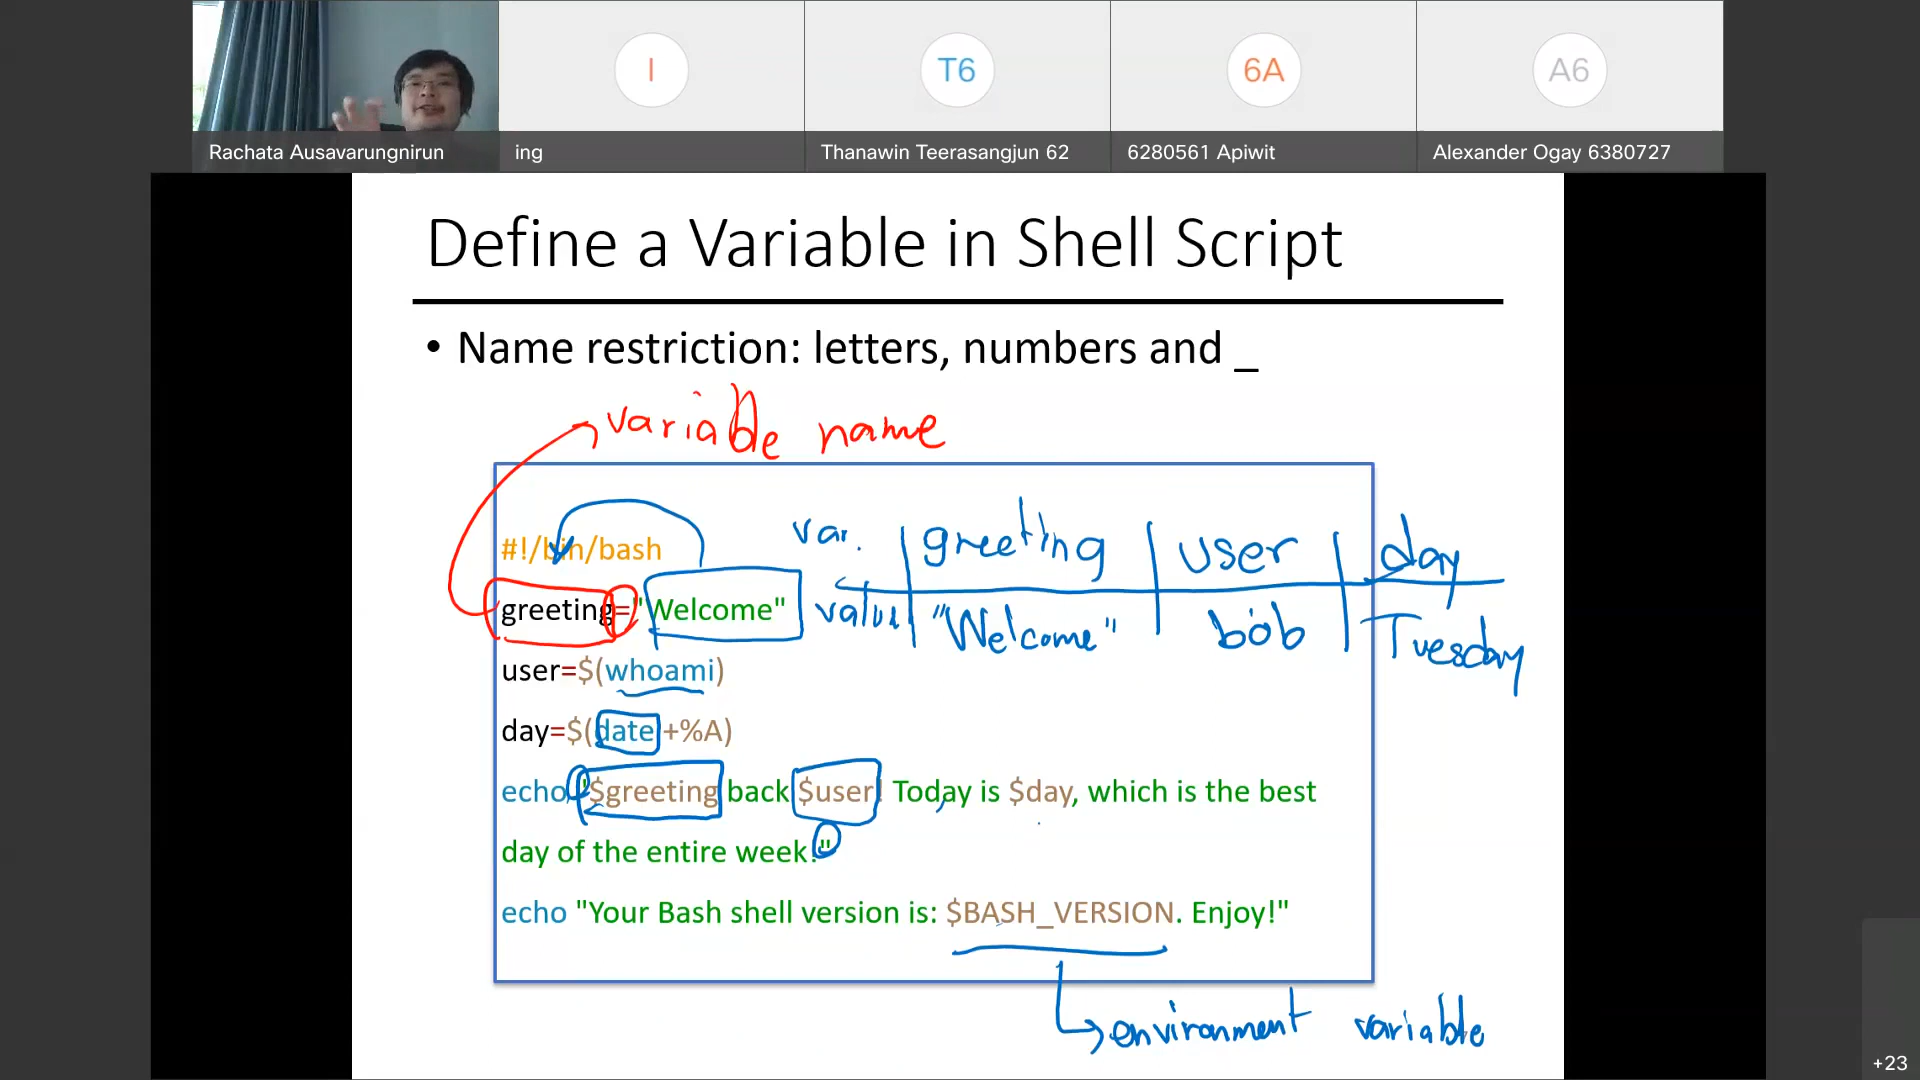 I
T6
6A
A6
Rachata Ausavarungnirun
ing
Thanawin Teerasangjun 62
6280561 Apiwit
Alexander Ogay 6380727
Define a Variable in Shell Script
• Name restriction: letters, numbers and _
variable name
#!/bin/bash
var. greeting user day
greeting="Welcome"
value "Welcome" bob Tuesday
user=$(whoami)
day=$(date +%A)
echo "$greeting back $user! Today is $day, which is the best
day of the entire week!"
echo "Your Bash shell version is: $BASH_VERSION. Enjoy!"
environment variable
+23